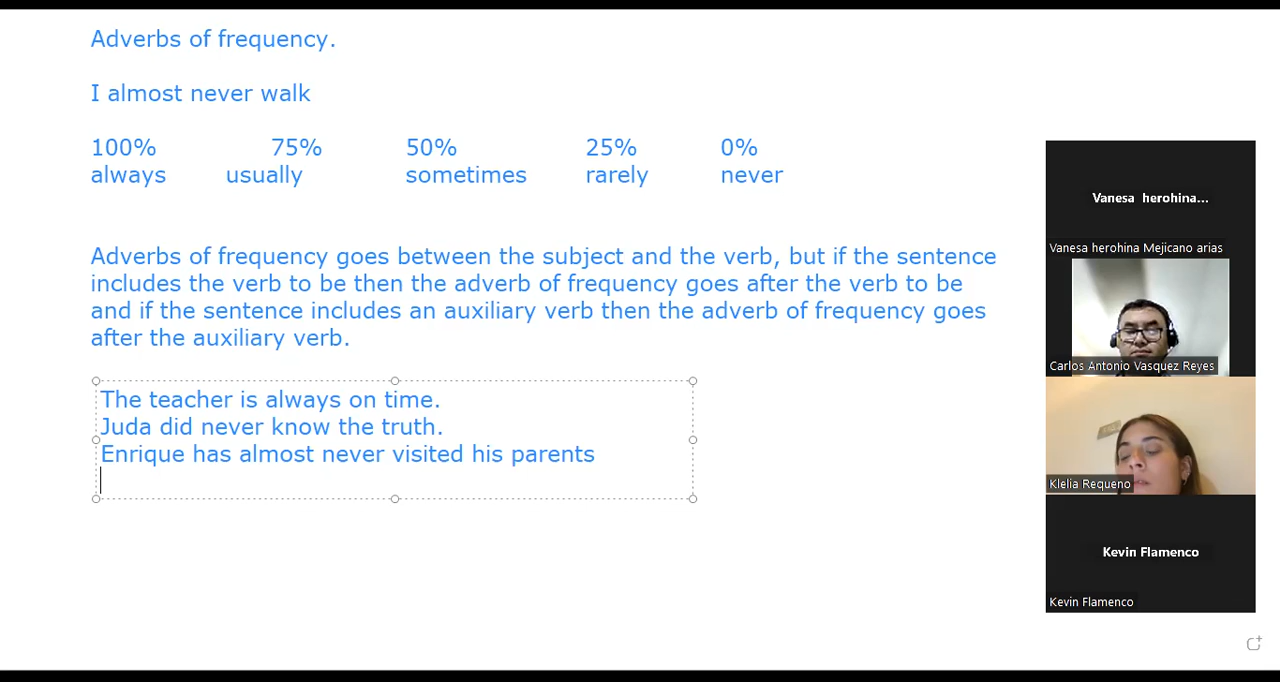 Adverbs of frequency.
I almost never walk
100% 75% 50% 25% 0%
always usually sometimes rarely never
Adverbs of frequency goes between the subject and the verb, but if the sentence
includes the verb to be then the adverb of frequency goes after the verb to be
and if the sentence includes an auxiliary verb then the adverb of frequency goes
after the auxiliary verb.
The teacher is always on time.
Juda did never know the truth.
Enrique has almost never visited his parents
Vanesa herohina...
Vanesa herohina Mejicano arias
Carlos Antonio Vasquez Reyes
Klelia Requeno
Kevin Flamenco
Kevin Flamenco